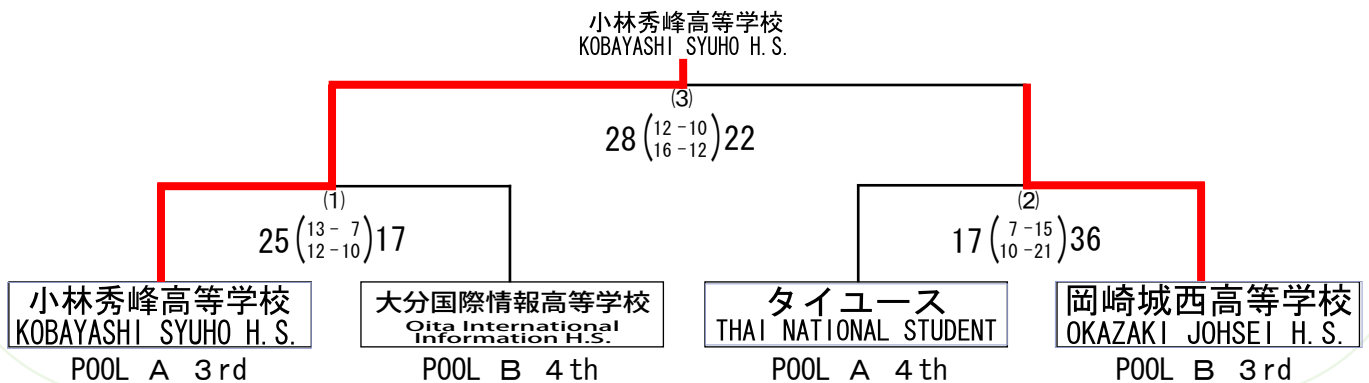 小林秀峰高等学校
KOBAYASHI SYUHO H.S.
(3)
28 (12-10 16-12) 22
(1)
25 (13- 7 12-10) 17
(2)
17 ( 7-15 10-21) 36
小林秀峰高等学校
KOBAYASHI SYUHO H.S.
POOL A 3rd
大分国際情報高等学校
Oita International
Information H.S.
POOL B 4th
タイユース
THAI NATIONAL STUDENT
POOL A 4th
岡崎城西高等学校
OKAZAKI JOHSEI H.S.
POOL B 3rd